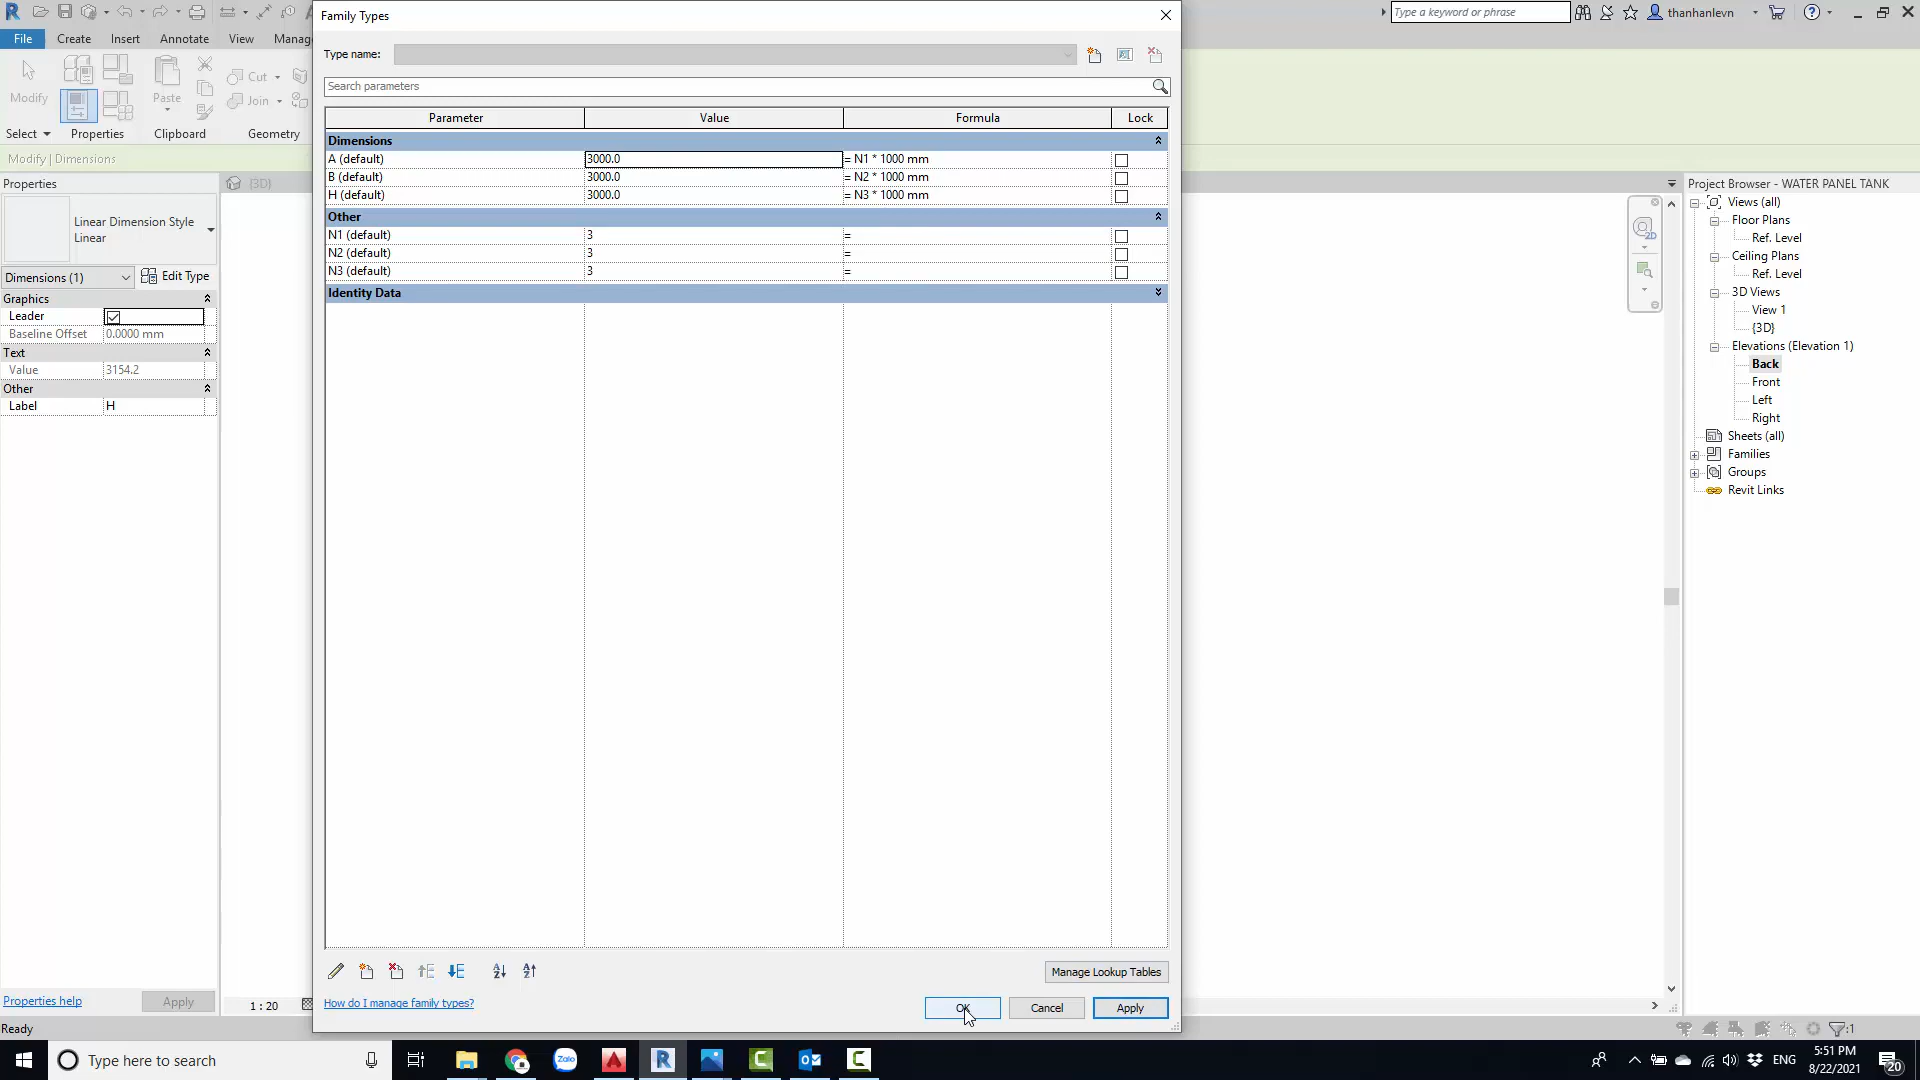 Family Types
Type a keyword or phrase
thanhanlevn
File Create Insert Annotate View Manag
Type name:
Search parameters
Modify
Cut
Join
Paste
Select Properties Clipboard Geometry
Modify | Dimensions
Parameter Value Formula Lock
Dimensions
A (default) 3000.0 = N1 * 1000 mm
B (default) 3000.0 = N2 * 1000 mm
H (default) 3000.0 = N3 * 1000 mm
Other
N1 (default) 3 =
N2 (default) 3 =
N3 (default) 3 =
Identity Data
Properties
{3D}
Linear Dimension Style
Linear
Dimensions (1) Edit Type
Graphics
Leader
Baseline Offset 0.0000 mm
Text
Value 3154.2
Other
Label H
Project Browser - WATER PANEL TANK
Views (all)
Floor Plans
Ref. Level
Ceiling Plans
Ref. Level
3D Views
View 1
{3D}
Elevations (Elevation 1)
Back
Front
Left
Right
Sheets (all)
Families
Groups
Revit Links
2D
Manage Lookup Tables
How do I manage family types?
OK Cancel Apply
Properties help Apply
1 : 20
Ready
:1
Type here to search
Zalo
ENG
5:51 PM
8/22/2021
20